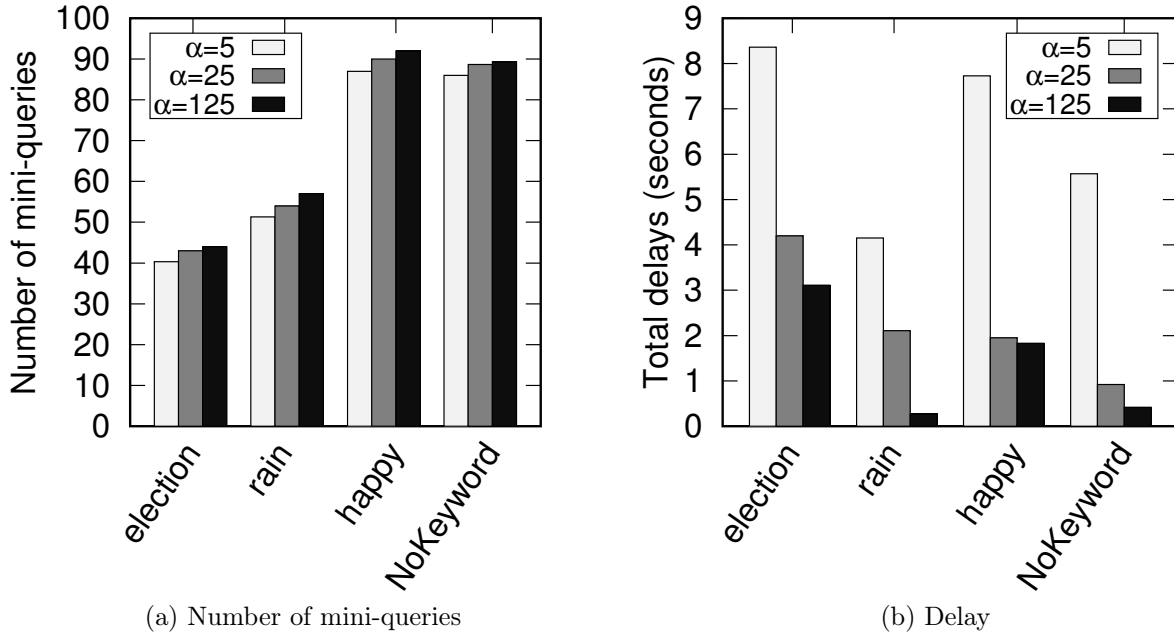 Number of mini-queries
100
90
80
70
60
50
40
30
20
10
0
α=5
α=25
α=125
election
rain
happy
NoKeyword
(a) Number of mini-queries
Total delays (seconds)
9
8
7
6
5
4
3
2
1
0
α=5
α=25
α=125
election
rain
happy
NoKeyword
(b) Delay